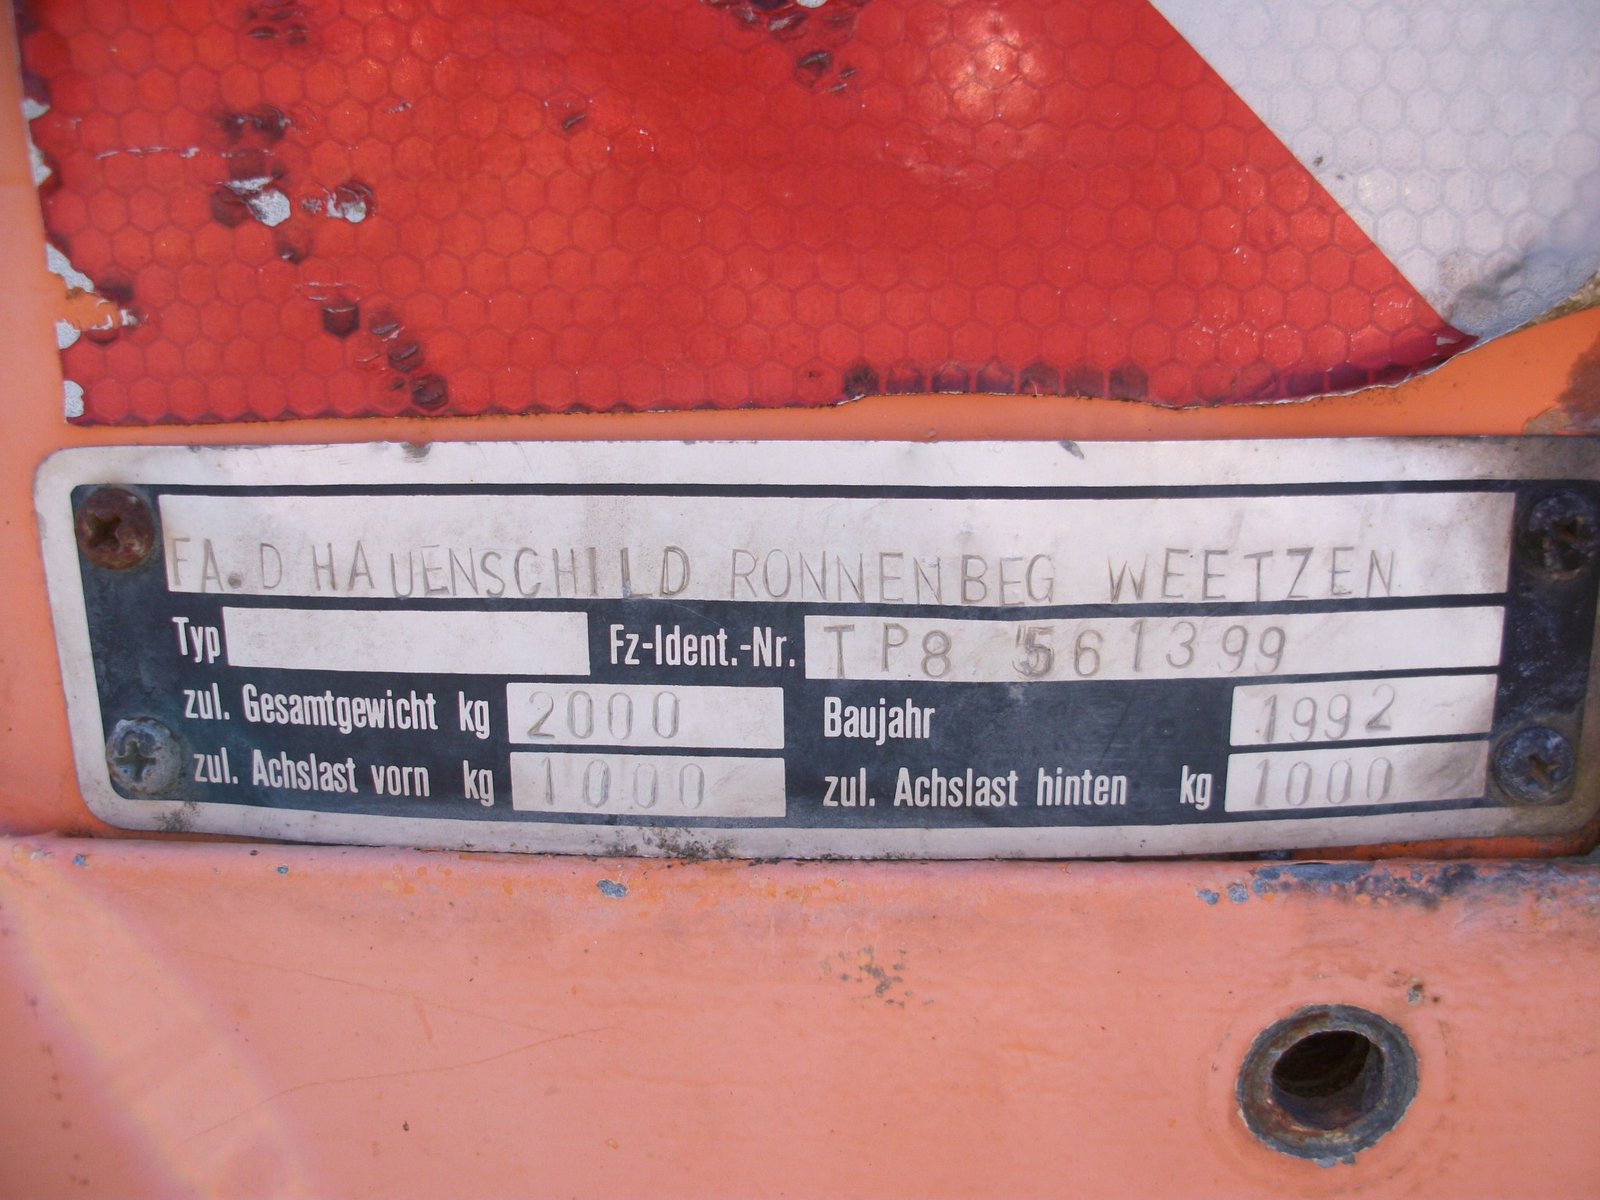 FA. D HAUENSCHILD RONNENBEG WEETZEN
Typ Fz-Ident.-Nr. TP8 561399
zul. Gesamtgewicht kg 2000 Baujahr 1992
zul. Achslast vorn kg 1000 zul. Achslast hinten kg 1000